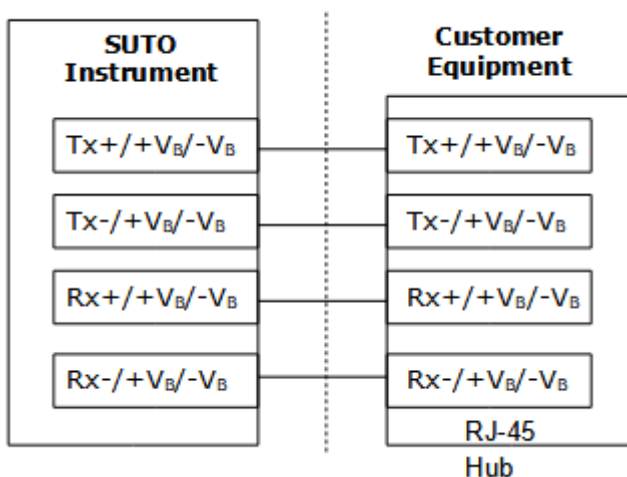 SUTO
Instrument
Tx+/+VB/-VB
Tx-/+VB/-VB
Rx+/+VB/-VB
Rx-/+VB/-VB
Customer
Equipment
Tx+/+VB/-VB
Tx-/+VB/-VB
Rx+/+VB/-VB
Rx-/+VB/-VB
RJ-45
Hub